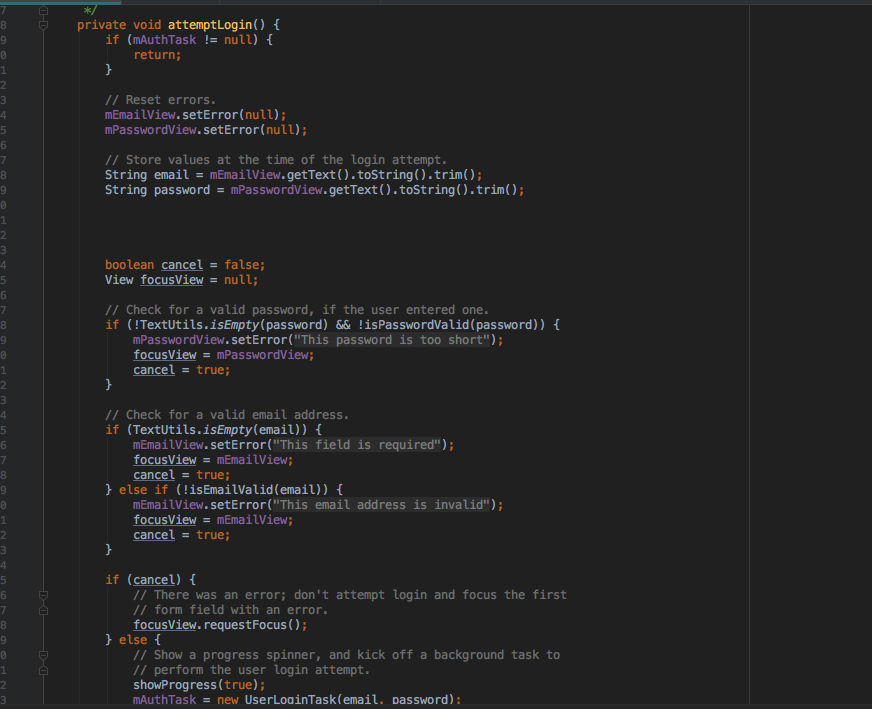 7 */
8 private void attemptLogin() {
9 if (mAuthTask != null) {
0 return;
1 }
2
3 // Reset errors.
4 mEmailView.setError(null);
5 mPasswordView.setError(null);
6
7 // Store values at the time of the login attempt.
8 String email = mEmailView.getText().toString().trim();
9 String password = mPasswordView.getText().toString().trim();
0
1
2
3
4 boolean cancel = false;
5 View focusView = null;
6
7 // Check for a valid password, if the user entered one.
8 if (!TextUtils.isEmpty(password) && !isPasswordValid(password)) {
9 mPasswordView.setError("This password is too short");
0 focusView = mPasswordView;
1 cancel = true;
2 }
3
4 // Check for a valid email address.
5 if (TextUtils.isEmpty(email)) {
6 mEmailView.setError("This field is required");
7 focusView = mEmailView;
8 cancel = true;
9 } else if (!isEmailValid(email)) {
0 mEmailView.setError("This email address is invalid");
1 focusView = mEmailView;
2 cancel = true;
3 }
4
5 if (cancel) {
6 // There was an error; don't attempt login and focus the first
7 // form field with an error.
8 focusView.requestFocus();
9 } else {
0 // Show a progress spinner, and kick off a background task to
1 // perform the user login attempt.
2 showProgress(true);
3 mAuthTask = new UserLoginTask(email, password);